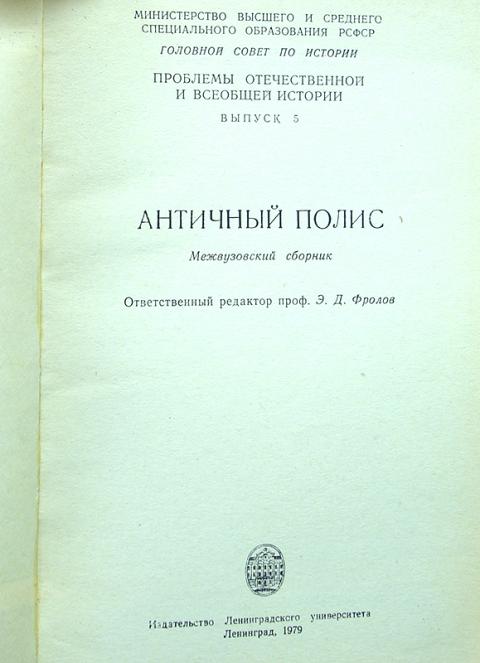 МИНИСТЕРСТВО ВЫСШЕГО И СРЕДНЕГО
СПЕЦИАЛЬНОГО ОБРАЗОВАНИЯ РСФСР
ГОЛОВНОЙ СОВЕТ ПО ИСТОРИИ
ПРОБЛЕМЫ ОТЕЧЕСТВЕННОЙ
И ВСЕОБЩЕЙ ИСТОРИИ
ВЫПУСК 5
АНТИЧНЫЙ ПОЛИС
Межвузовский сборник
Ответственный редактор проф. Э. Д. Фролов
Издательство Ленинградского университета
Ленинград, 1979